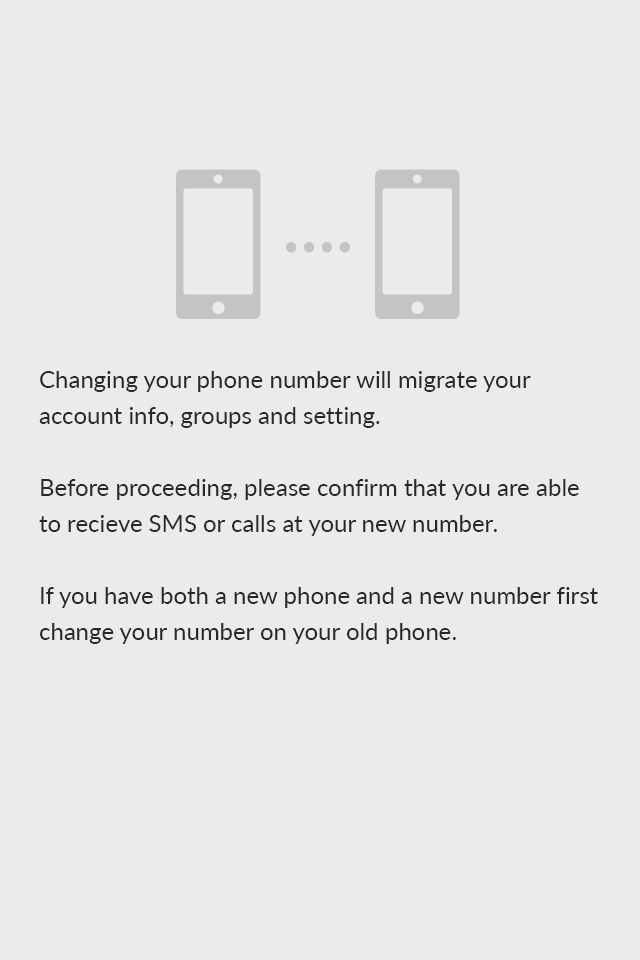 Changing your phone number will migrate your
account info, groups and setting.
Before proceeding, please confirm that you are able
to recieve SMS or calls at your new number.
If you have both a new phone and a new number first
change your number on your old phone.